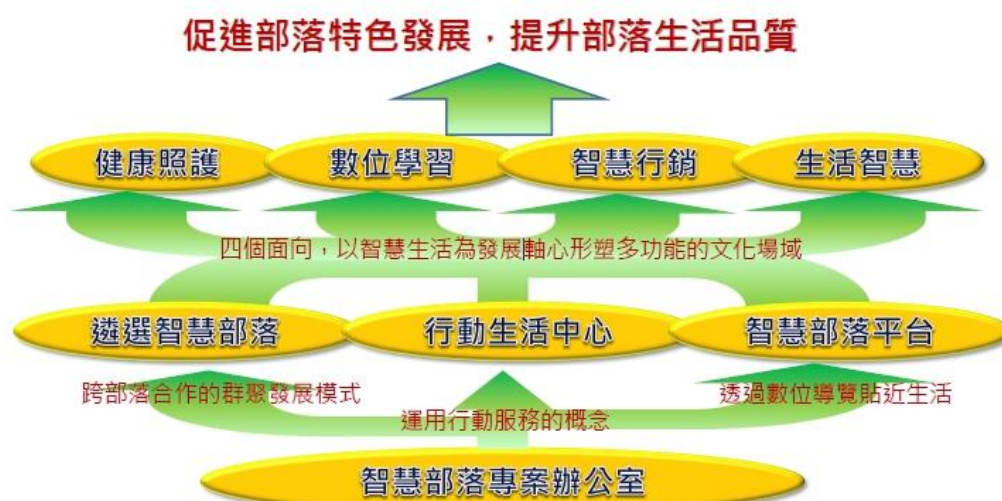 促進部落特色發展，提升部落生活品質
健康照護
數位學習
智慧行銷
生活智慧
四個面向，以智慧生活為發展軸心形塑多功能的文化場域
遴選智慧部落
行動生活中心
智慧部落平台
跨部落合作的群聚發展模式
透過數位導覽貼近生活
運用行動服務的概念
智慧部落專案辦公室